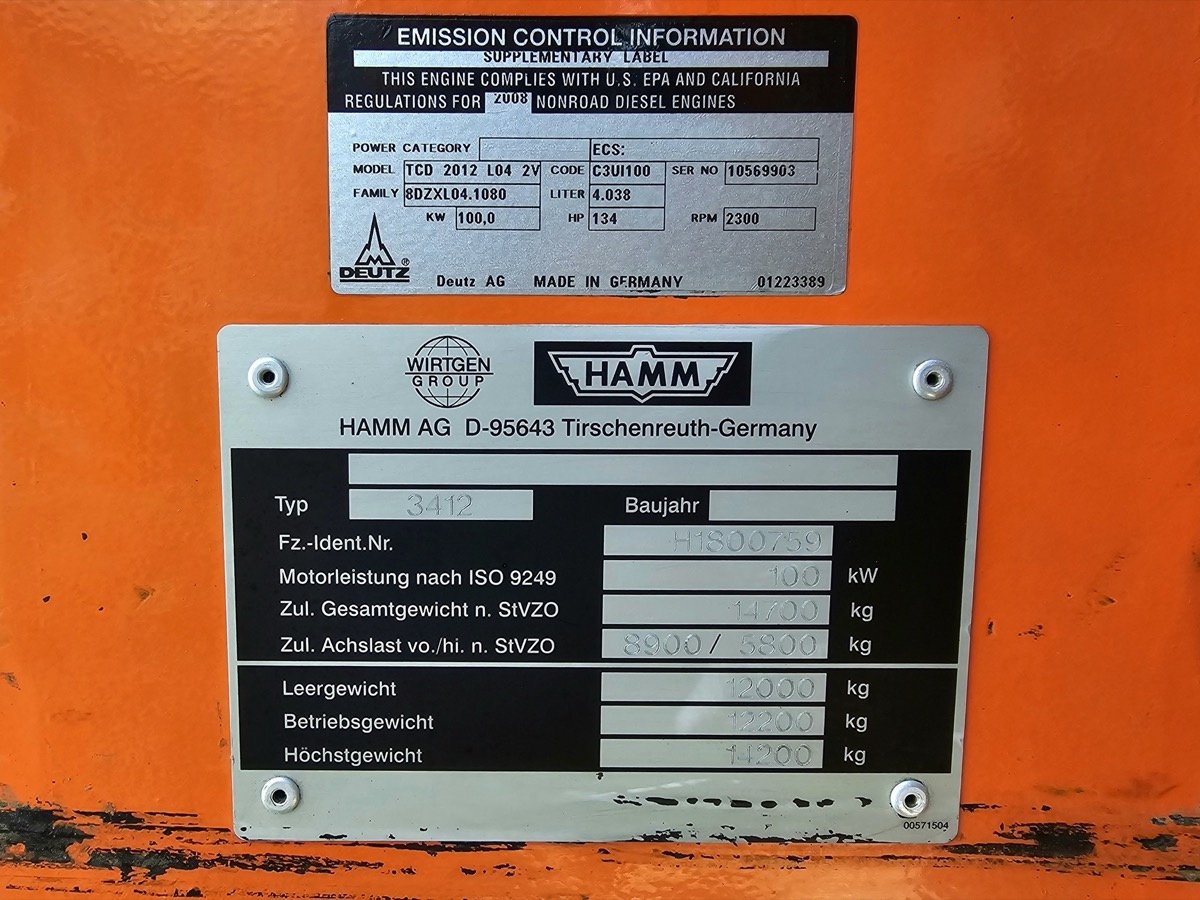 EMISSION CONTROL INFORMATION
SUPPLEMENTARY LABEL
THIS ENGINE COMPLIES WITH U.S. EPA AND CALIFORNIA
REGULATIONS FOR 2008 NONROAD DIESEL ENGINES
POWER CATEGORY ECS:
MODEL TCD 2012 L04 2V CODE C3UI100 SER NO 10569903
FAMILY 8DZXL04.1080 LITER 4.038
KW 100,0 HP 134 RPM 2300
DEUTZ®
Deutz AG MADE IN GERMANY 01223389
WIRTGEN GROUP HAMM
HAMM AG D-95643 Tirschenreuth-Germany
Typ 3412 Baujahr
Fz.-Ident.Nr. H1800759
Motorleistung nach ISO 9249 100 kW
Zul. Gesamtgewicht n. StVZO 14700 kg
Zul. Achslast vo./hi. n. StVZO 8900/ 5800 kg
Leergewicht 12000 kg
Betriebsgewicht 12200 kg
Höchstgewicht 14200 kg
00571504